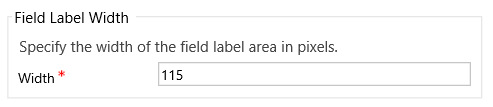 Field Label Width
Specify the width of the field label area in pixels.
Width * 115